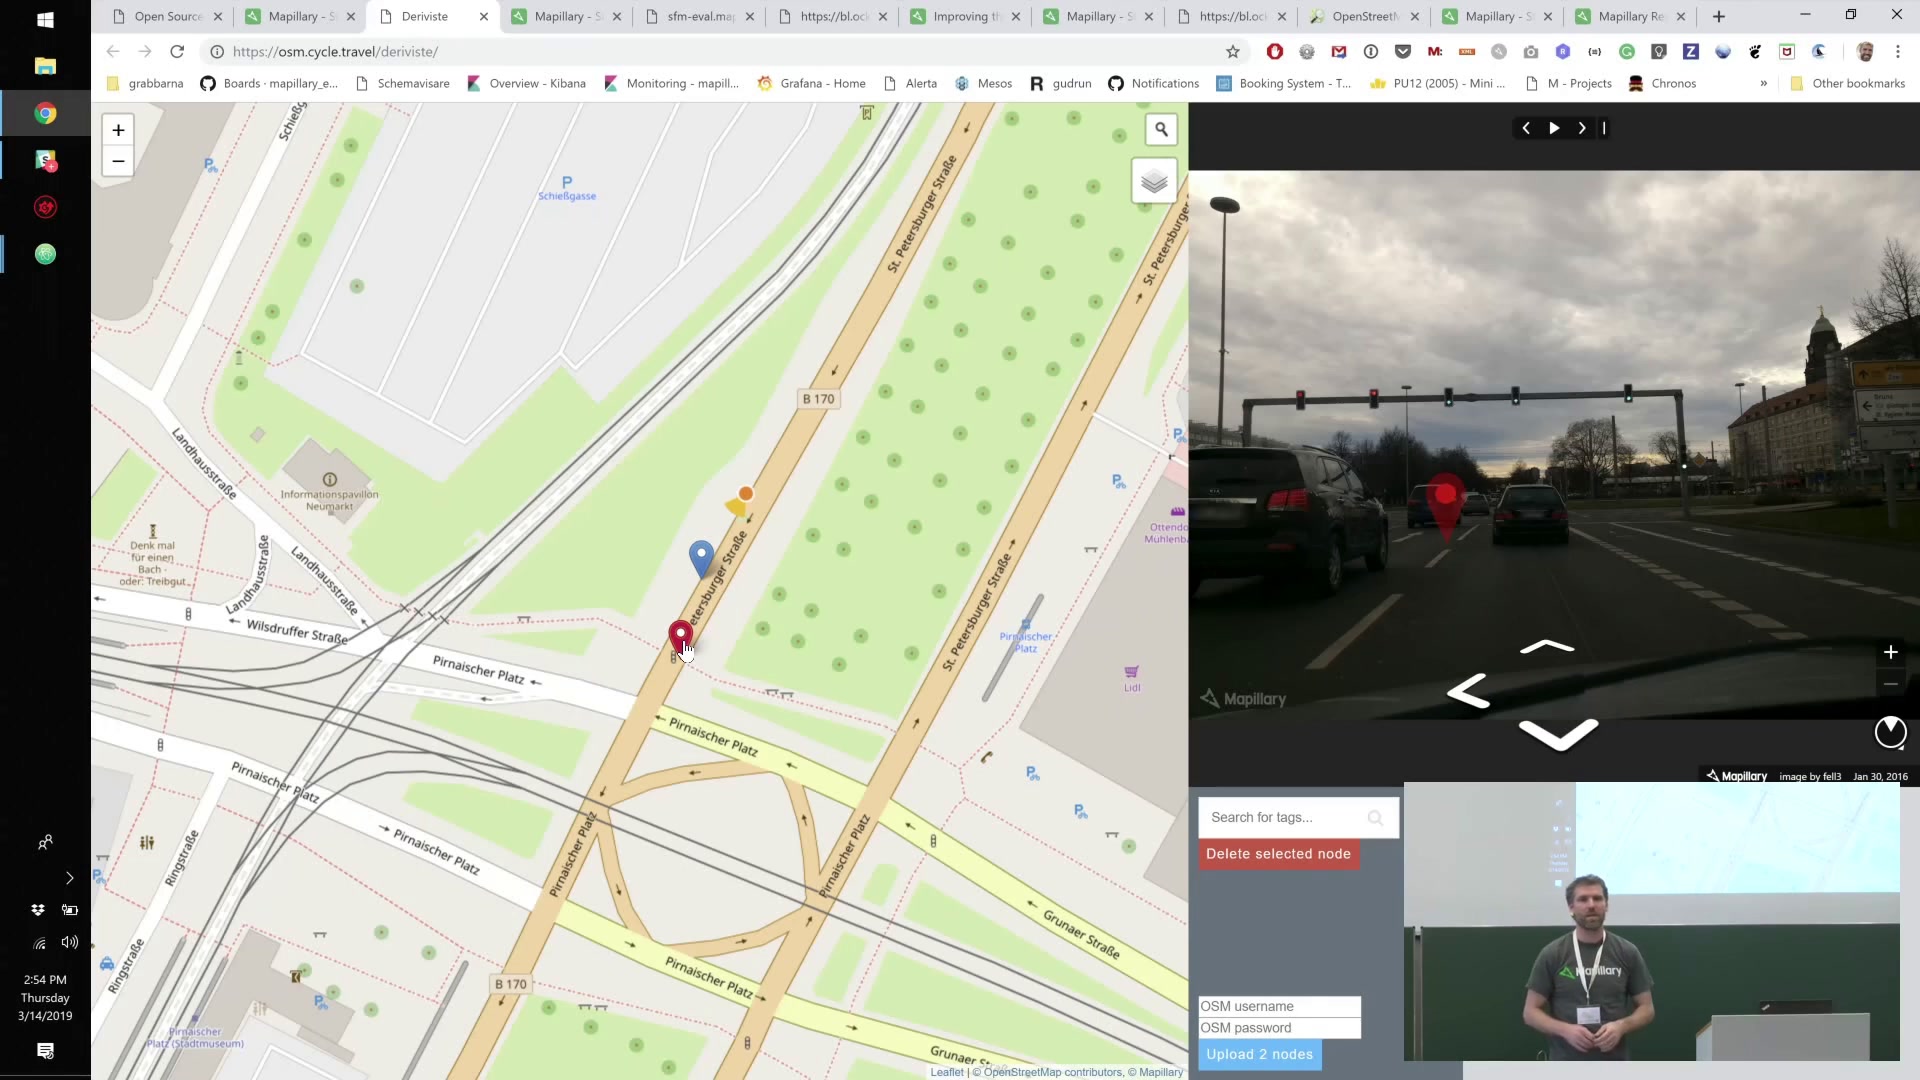 Open Source
Mapillary - S
Deriviste
Mapillary - S
sfm-eval.ma
https://bl.oc
Improving th
Mapillary - S
https://bl.oc
OpenStreetM
Mapillary - S
Mapillary Re
https://osm.cycle.travel/deriviste/
grabbarna
Boards · mapillary_e...
Schemavisare
Overview - Kibana
Monitoring - mapill...
Grafana - Home
Alerta
Mesos
gudrun
Notifications
Booking System - T...
PU12 (2005) - Mini ...
M - Projects
Chronos
»
Other bookmarks
+
−
Schießg
P
Schießgasse
St. Petersburger Straße
St. Petersburger
B 170
Landhausstraße
Informationspavillon
Neumarkt
Denk mal
für einen
Bach -
oder: Treibgut
Landhausstraße
Landhausstraße
Petersburger Straße
St. Petersburger Straße
Ottendo
Mühlenbä
Wilsdruffer Straße
Pirnaischer
Platz
Lidl
Pirnaischer Platz
Pirnaischer Platz
Pirnaischer Platz
Pirnaischer Platz
Ringstraße
Pirnaischer Platz
Pirnaischer Platz
Grunaer Straße
Ringstraße
Pirnaischer Platz
B 170
Pirnaischer
Platz (Stadtmuseum)
Grunaer St
Leaflet | © OpenStreetMap contributors, © Mapillary
Mapillary
Mapillary image by fell3 Jan 30, 2016
Search for tags...
Delete selected node
OSM username
OSM password
Upload 2 nodes
Mapillary
2:54 PM
Thursday
3/14/2019